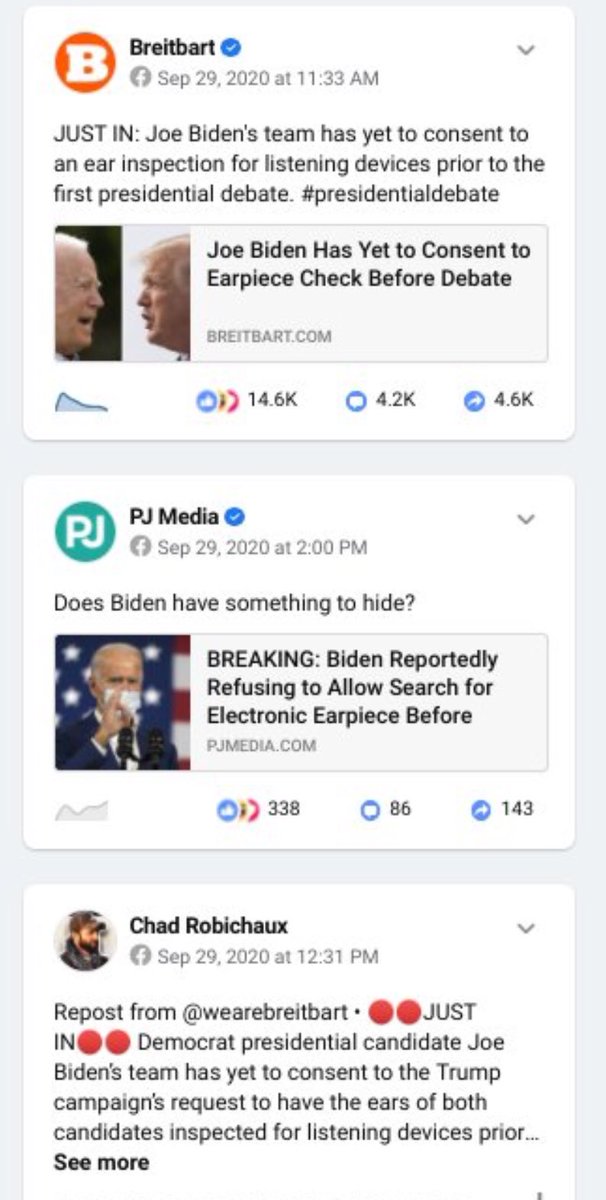 B
Breitbart
Sep 29, 2020 at 11:33 AM
JUST IN: Joe Biden's team has yet to consent to
an ear inspection for listening devices prior to the
first presidential debate. #presidentialdebate
Joe Biden Has Yet to Consent to
Earpiece Check Before Debate
BREITBART.COM
14.6K 4.2K 4.6K
PJ
PJ Media
Sep 29, 2020 at 2:00 PM
Does Biden have something to hide?
BREAKING: Biden Reportedly
Refusing to Allow Search for
Electronic Earpiece Before
PJMEDIA.COM
338 86 143
Chad Robichaux
Sep 29, 2020 at 12:31 PM
Repost from @wearebreitbart • 🔴🔴JUST
IN🔴🔴 Democrat presidential candidate Joe
Biden's team has yet to consent to the Trump
campaign's request to have the ears of both
candidates inspected for listening devices prior...
See more